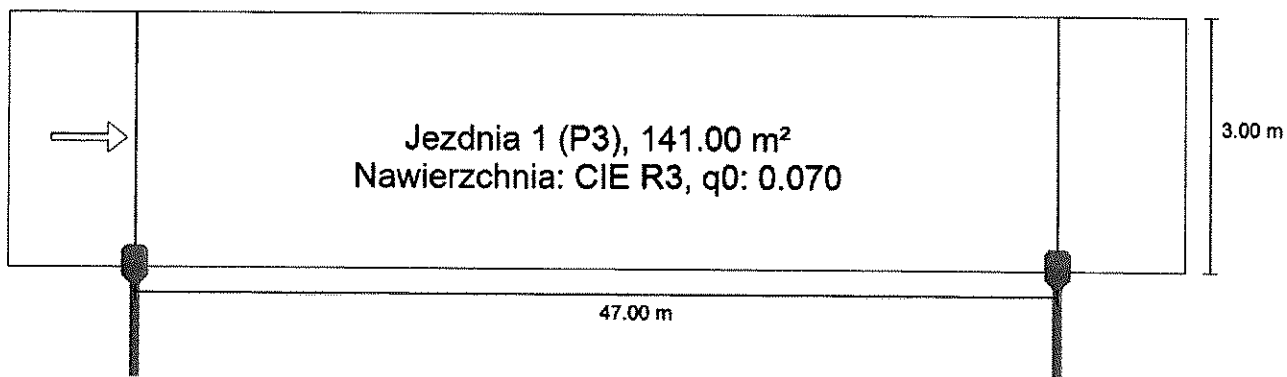 Jezdnia 1 (P3), 141.00 m²
Nawierzchnia: CIE R3, q0: 0.070
3.00 m
47.00 m